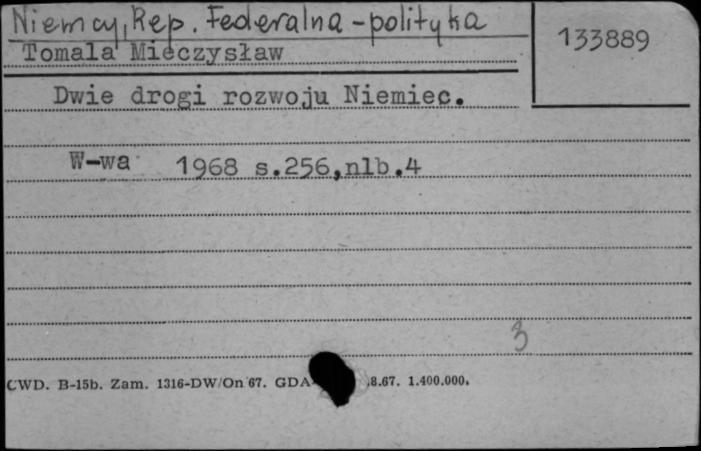 Niemcy, Rep. Federalna - polityka
133889
Tomala Mieczysław
Dwie drogi rozwoju Niemiec.
W-wa 1968 s.256,nlb.4
3
CWD. B-15b. Zam. 1316-DW/On 67. GDA 8.67. 1.400.000.